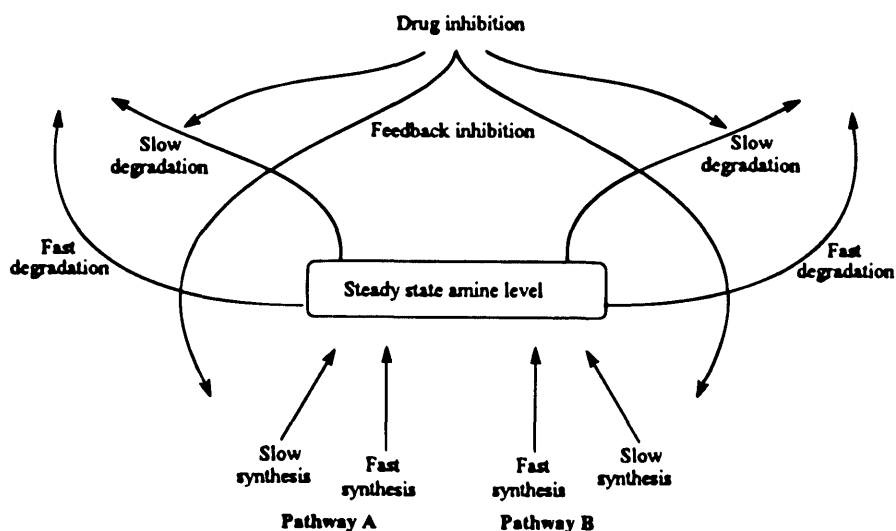 Drug inhibition
Feedback inhibition
Slow
degradation
Slow
degradation
Fast
degradation
Fast
degradation
Steady state amine level
Slow
synthesis
Fast
synthesis
Fast
synthesis
Slow
synthesis
Pathway A
Pathway B